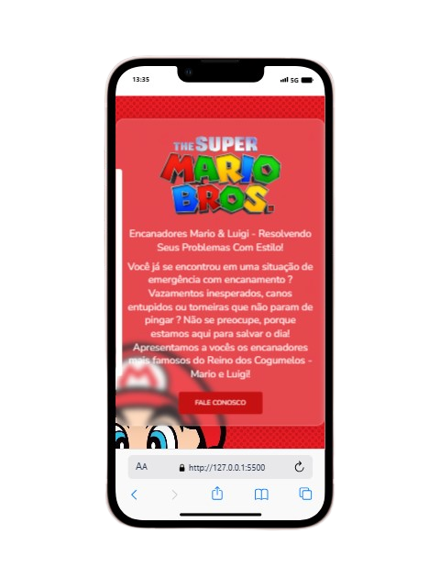 13:35
5G
THE SUPER
MARIO
BROS.
Encanadores Mario & Luigi - Resolvendo
Seus Problemas Com Estilo!
Você já se encontrou em uma situação de
emergência com encanamento ?
Vazamentos inesperados, canos
entupidos ou torneiras que não param de
pingar ? Não se preocupe, porque
estamos aqui para salvar o dia!
Apresentamos a vocês os encanadores
mais famosos do Reino dos Cogumelos -
Mario e Luigi!
FALE CONOSCO
AA
http://127.0.0.1:5500